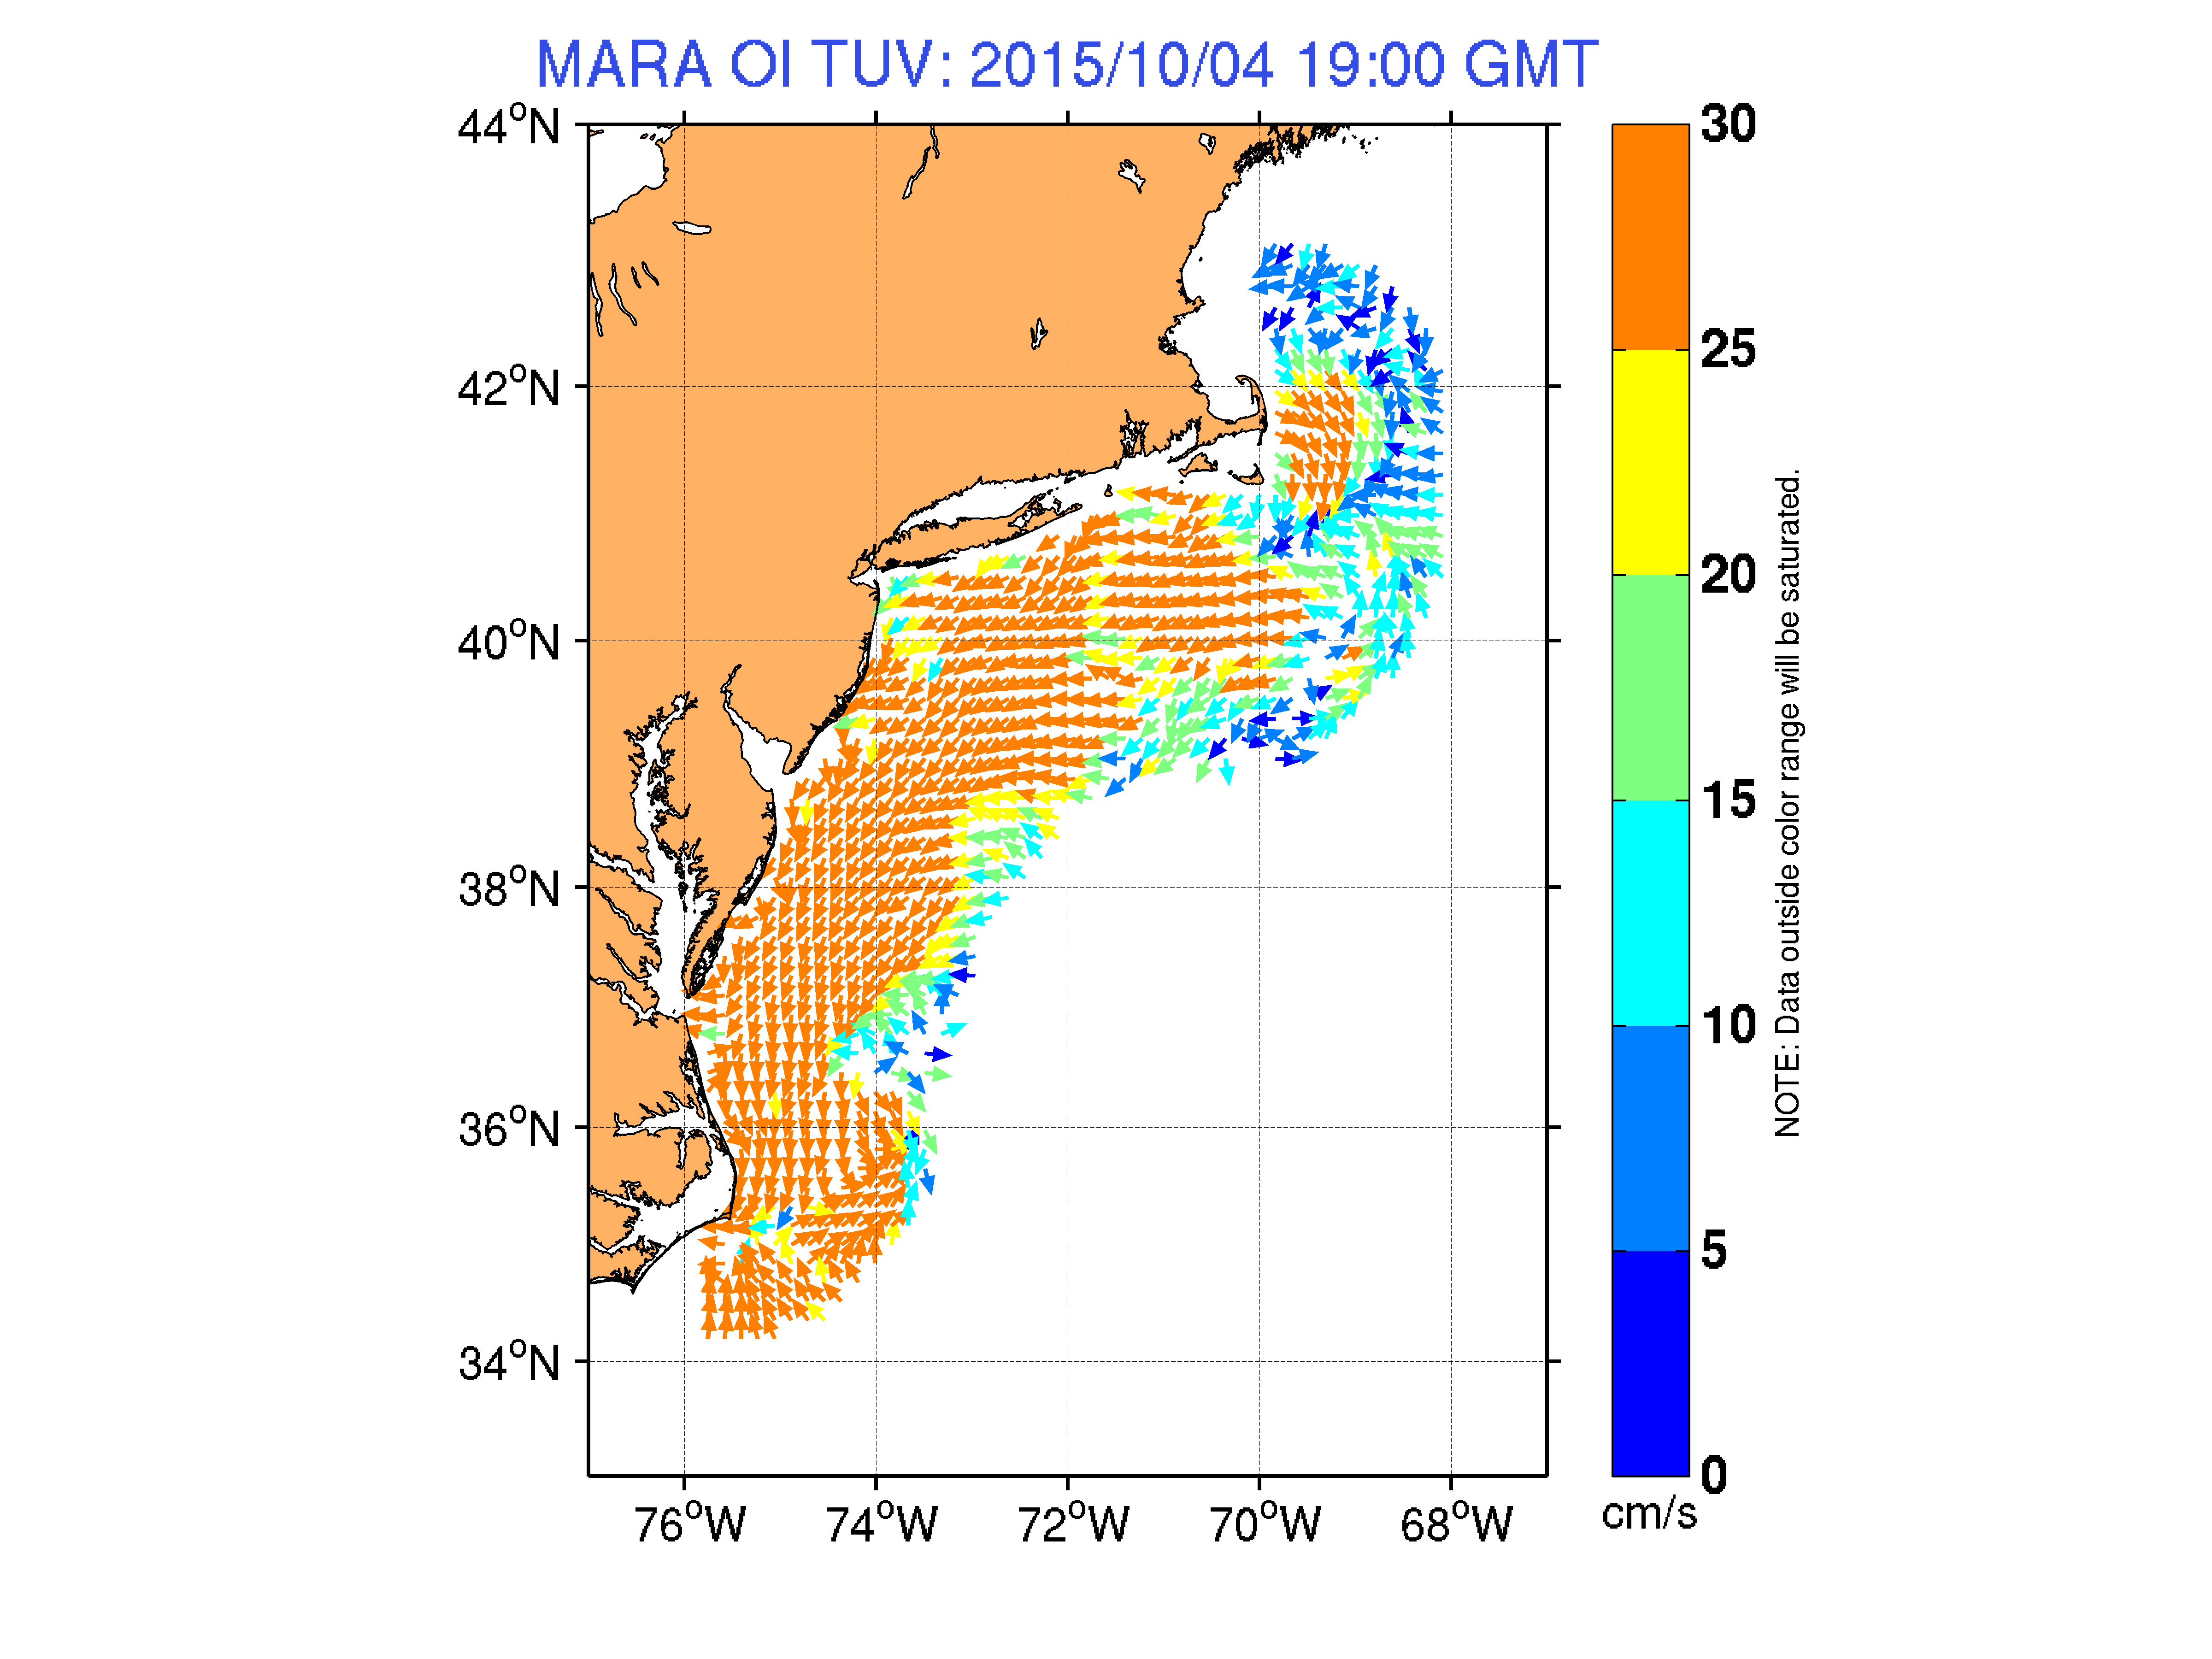 MARA OI TUV: 2015/10/04 19:00 GMT
44°N
42°N
40°N
38°N
36°N
34°N
76°W
74°W
72°W
70°W
68°W
30
25
20
15
10
5
0
cm/s
NOTE: Data outside color range will be saturated.